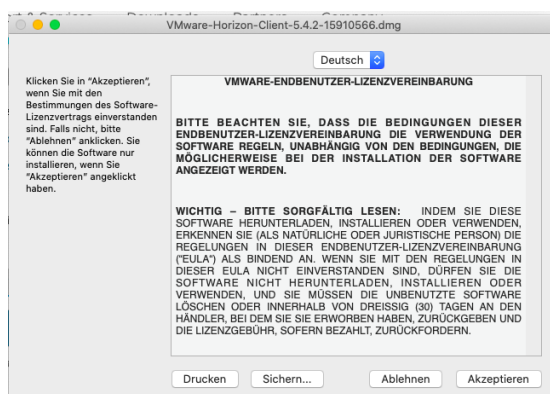 VMware-Horizon-Client-5.4.2-15910566.dmg
Deutsch
Klicken Sie in “Akzeptieren”,
wenn Sie mit den
Bestimmungen des Software-
Lizenzvertrags einverstanden
sind. Falls nicht, bitte
“Ablehnen” anklicken. Sie
können die Software nur
installieren, wenn Sie
“Akzeptieren” angeklickt
haben.
VMWARE-ENDBENUTZER-LIZENZVEREINBARUNG
BITTE BEACHTEN SIE, DASS DIE BEDINGUNGEN DIESER
ENDBENUTZER-LIZENZVEREINBARUNG DIE VERWENDUNG DER
SOFTWARE REGELN, UNABHÄNGIG VON DEN BEDINGUNGEN, DIE
MÖGLICHERWEISE BEI DER INSTALLATION DER SOFTWARE
ANGEZEIGT WERDEN.
WICHTIG – BITTE SORGFÄLTIG LESEN: INDEM SIE DIESE
SOFTWARE HERUNTERLADEN, INSTALLIEREN ODER VERWENDEN,
ERKENNEN SIE (ALS NATÜRLICHE ODER JURISTISCHE PERSON) DIE
REGELUNGEN IN DIESER ENDBENUTZER-LIZENZVEREINBARUNG
("EULA") ALS BINDEND AN. WENN SIE MIT DEN REGELUNGEN IN
DIESER EULA NICHT EINVERSTANDEN SIND, DÜRFEN SIE DIE
SOFTWARE NICHT HERUNTERLADEN, INSTALLIEREN ODER
VERWENDEN, UND SIE MÜSSEN DIE UNBENUTZTE SOFTWARE
LÖSCHEN ODER INNERHALB VON DREISSIG (30) TAGEN AN DEN
HÄNDLER, BEI DEM SIE SIE ERWORBEN HABEN, ZURÜCKGEBEN UND
DIE LIZENZGEBÜHR, SOFERN BEZAHLT, ZURÜCKFORDERN.
Drucken Sichern... Ablehnen Akzeptieren